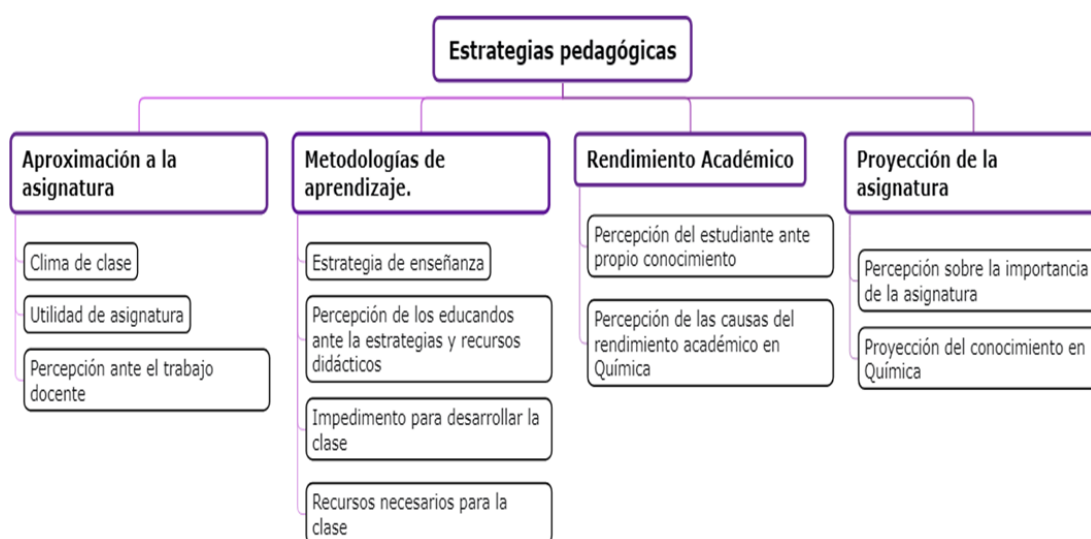 Estrategias pedagógicas
Aproximación a la
asignatura
Clima de clase
Utilidad de asignatura
Percepción ante el trabajo
docente
Metodologías de
aprendizaje.
Estrategia de enseñanza
Percepción de los educandos
ante la estrategias y recursos
didácticos
Impedimento para desarrollar la
clase
Recursos necesarios para la
clase
Rendimiento Académico
Percepción del estudiante ante
propio conocimiento
Percepción de las causas del
rendimiento académico en
Química
Proyección de la
asignatura
Percepción sobre la importancia
de la asignatura
Proyección del conocimiento en
Química